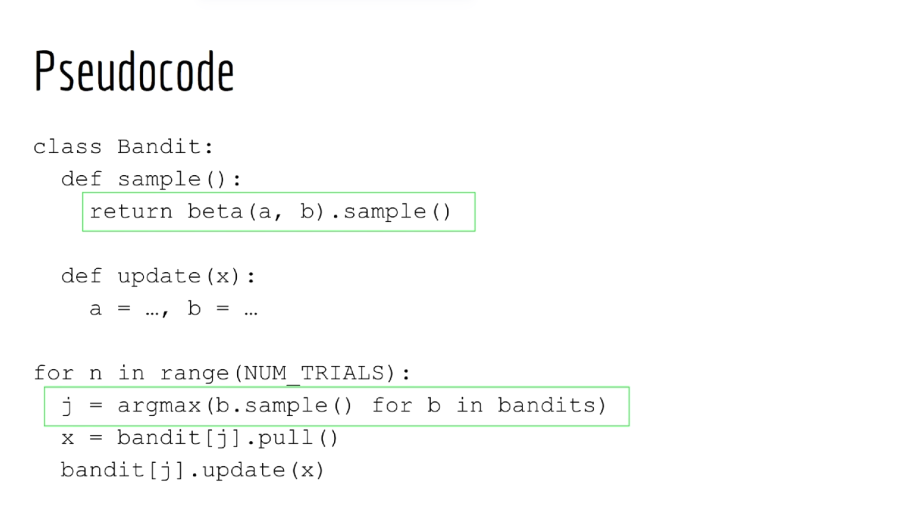 Pseudocode
class Bandit:
def sample():
return beta(a, b).sample()
def update(x):
a = …, b = …
for n in range(NUM_TRIALS):
j = argmax(b.sample() for b in bandits)
x = bandit[j].pull()
bandit[j].update(x)